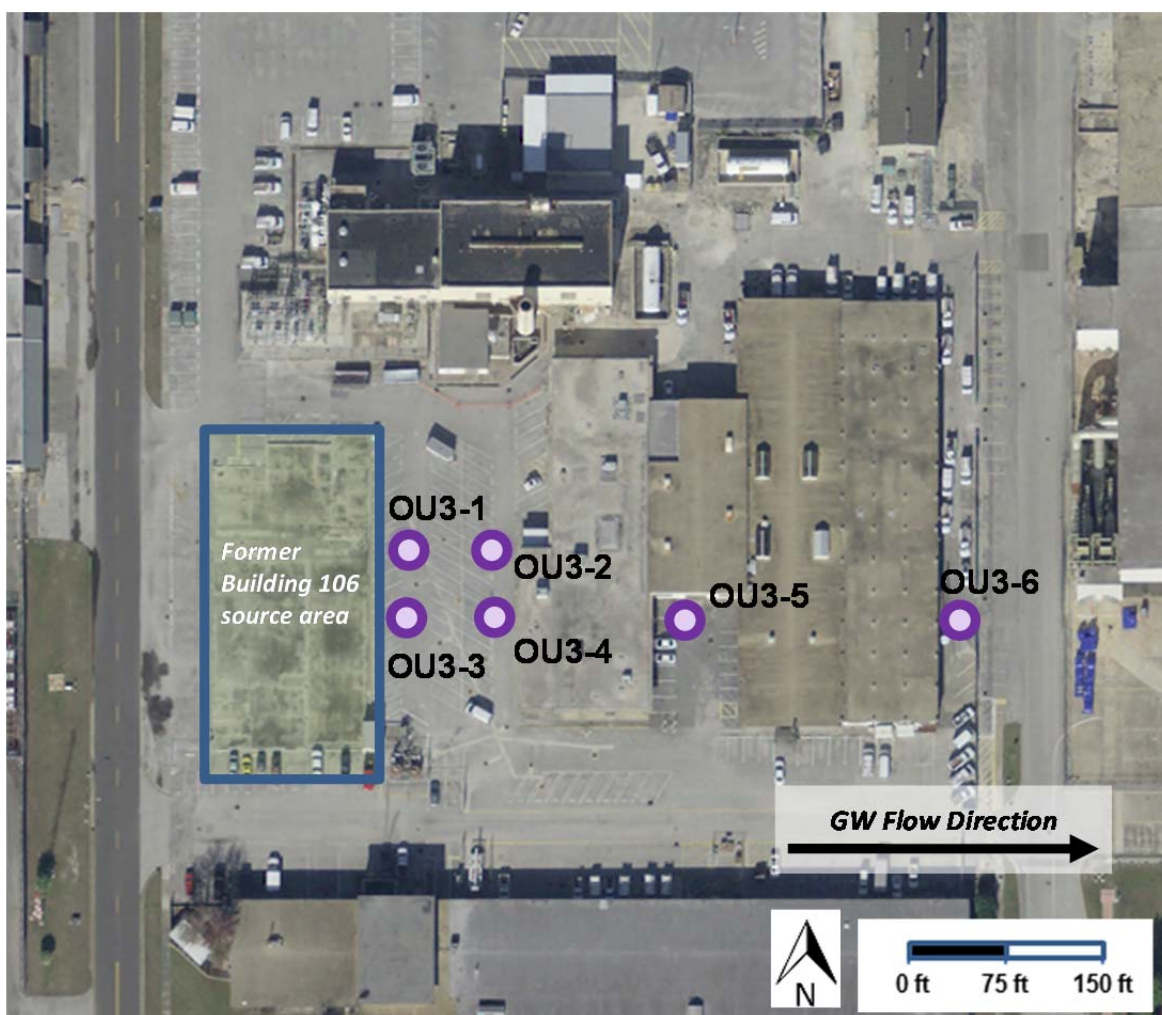 OU3-1
OU3-2
Former
Building 106
source area
OU3-5
OU3-6
OU3-3
OU3-4
GW Flow Direction
N
0 ft 75 ft 150 ft